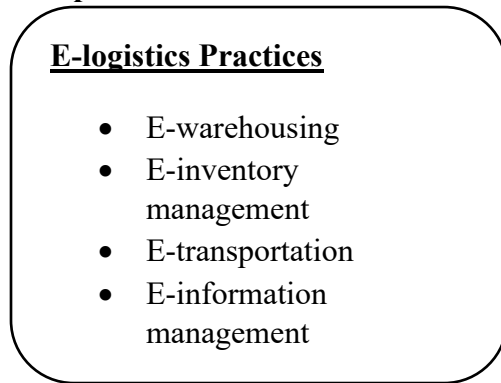 E-logistics Practices
• E-warehousing
• E-inventory
management
• E-transportation
• E-information
management